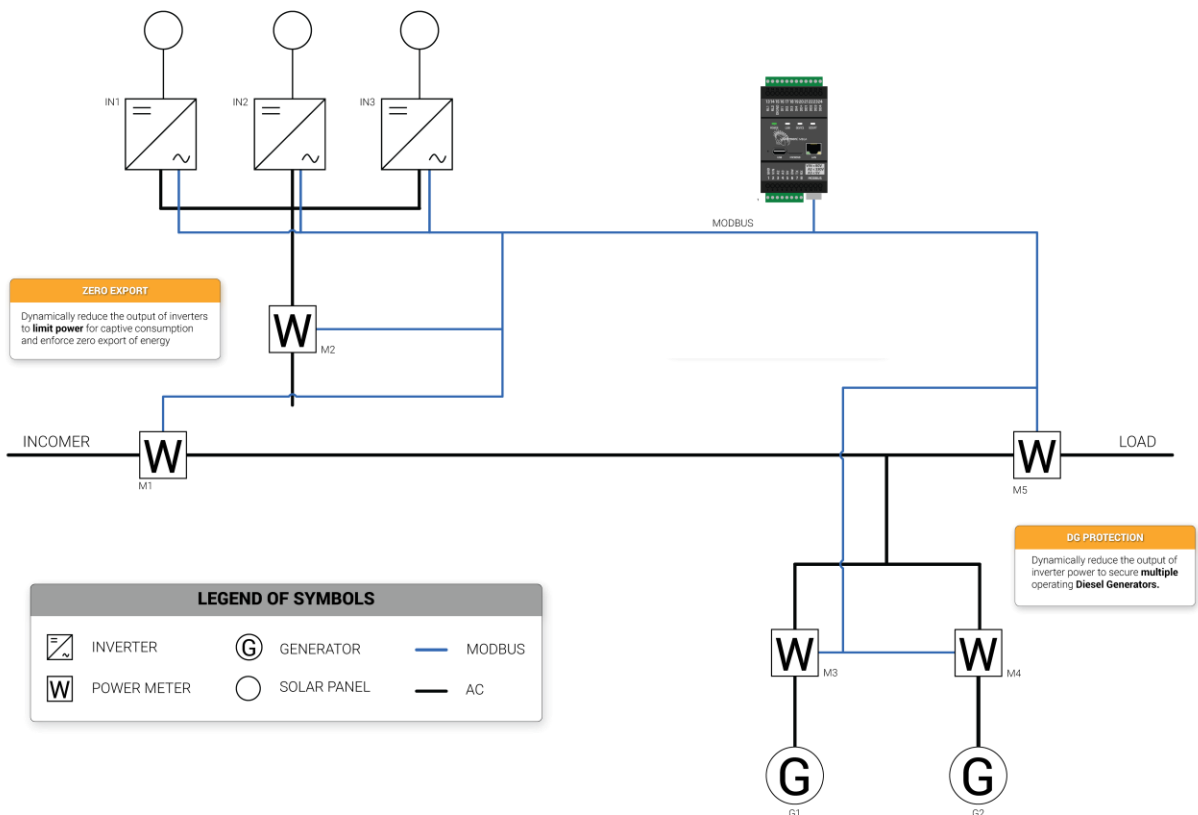 IN1
IN2
IN3
MODBUS
ZERO EXPORT
Dynamically reduce the output of inverters
to limit power for captive consumption
and enforce zero export of energy
W
M2
INCOMER
W
M1
W
M5
LOAD
DG PROTECTION
Dynamically reduce the output of
inverter power to secure multiple
operating Diesel Generators.
LEGEND OF SYMBOLS
INVERTER
G
GENERATOR
MODBUS
W
POWER METER
SOLAR PANEL
AC
W
M3
W
M4
G
G1
G
G2